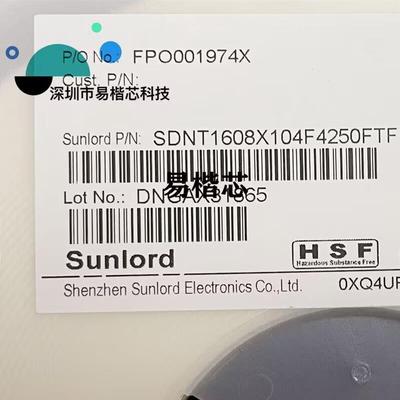 P/O No.: FPO001974X
Cust. P/N:
深圳市易楷芯科技
Sunlord P/N: SDNT1608X104F4250FTF
易楷芯
Lot No.:
Sunlord
HSF
Hazardous Substance Free
Shenzhen Sunlord Electronics Co.,Ltd.
0XQ4UF